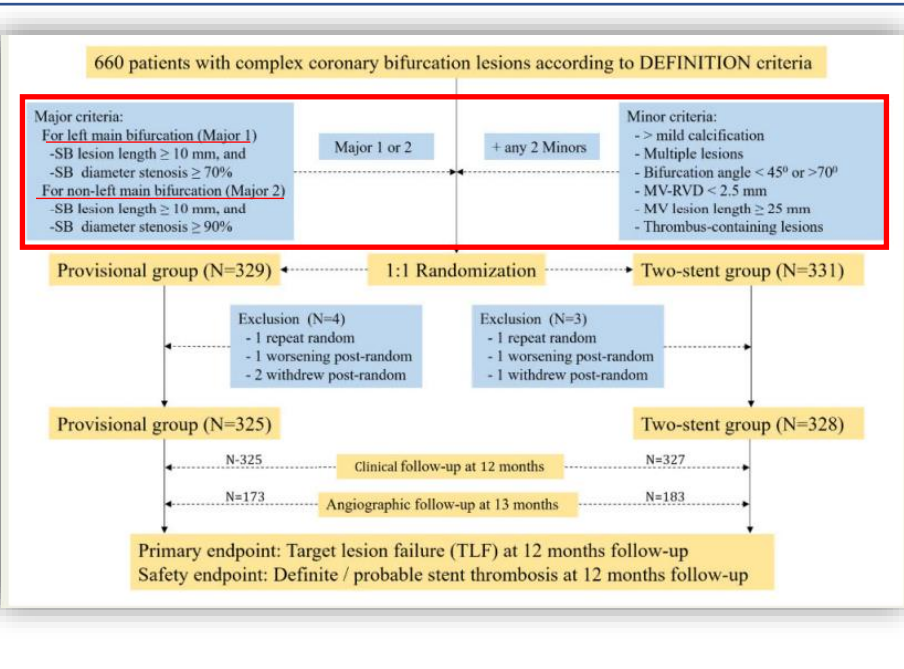 660 patients with complex coronary bifurcation lesions according to DEFINITION criteria
Major criteria:
For left main bifurcation (Major 1)
-SB lesion length ≥ 10 mm, and
-SB diameter stenosis ≥ 70%
For non-left main bifurcation (Major 2)
-SB lesion length ≥ 10 mm, and
-SB diameter stenosis ≥ 90%
Major 1 or 2
+ any 2 Minors
Minor criteria:
- > mild calcification
- Multiple lesions
- Bifurcation angle < 45⁰ or >70⁰
- MV-RVD < 2.5 mm
- MV lesion length ≥ 25 mm
- Thrombus-containing lesions
Provisional group (N=329)
1:1 Randomization
Two-stent group (N=331)
Exclusion (N=4)
- 1 repeat random
- 1 worsening post-random
- 2 withdrew post-random
Exclusion (N=3)
- 1 repeat random
- 1 worsening post-random
- 1 withdrew post-random
Provisional group (N=325)
Two-stent group (N=328)
N-325
Clinical follow-up at 12 months
N=327
N=173
Angiographic follow-up at 13 months
N=183
Primary endpoint: Target lesion failure (TLF) at 12 months follow-up
Safety endpoint: Definite / probable stent thrombosis at 12 months follow-up